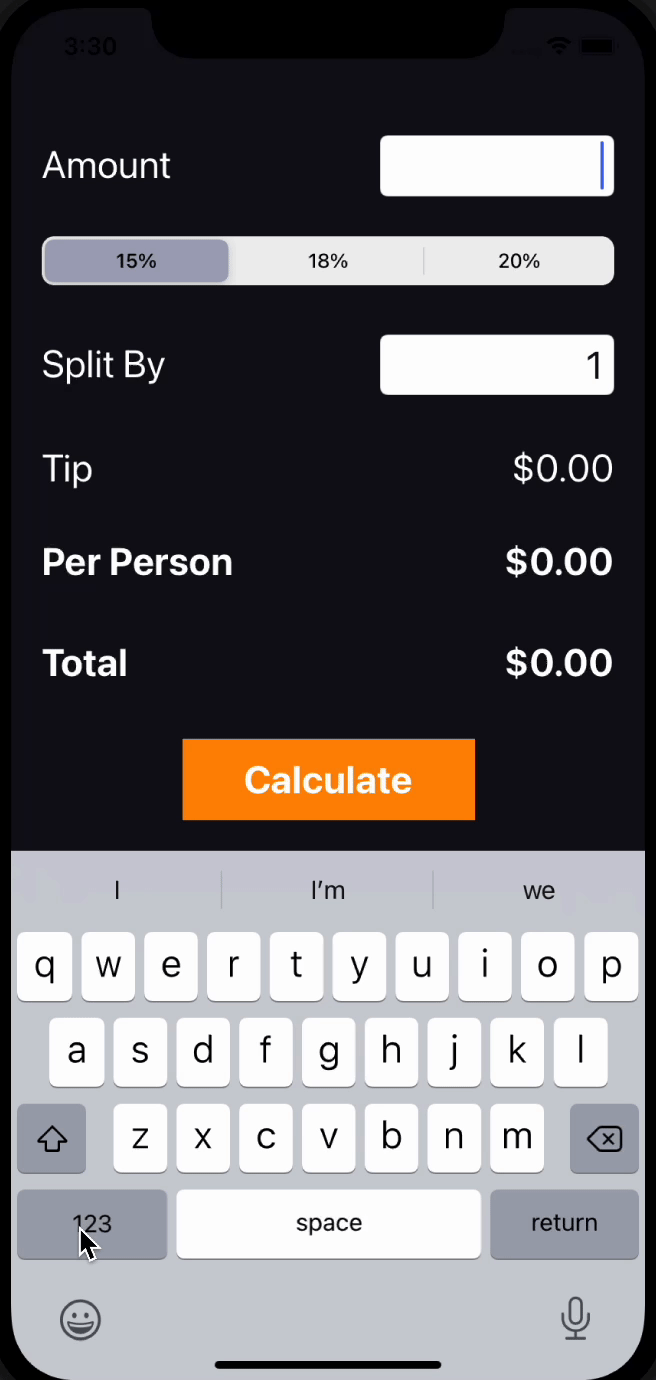 3:30
Amount
15% 18% 20%
Split By 1
Tip $0.00
Per Person $0.00
Total $0.00
Calculate
I I’m we
q w e r t y u i o p
a s d f g h j k l
z x c v b n m
123 space return